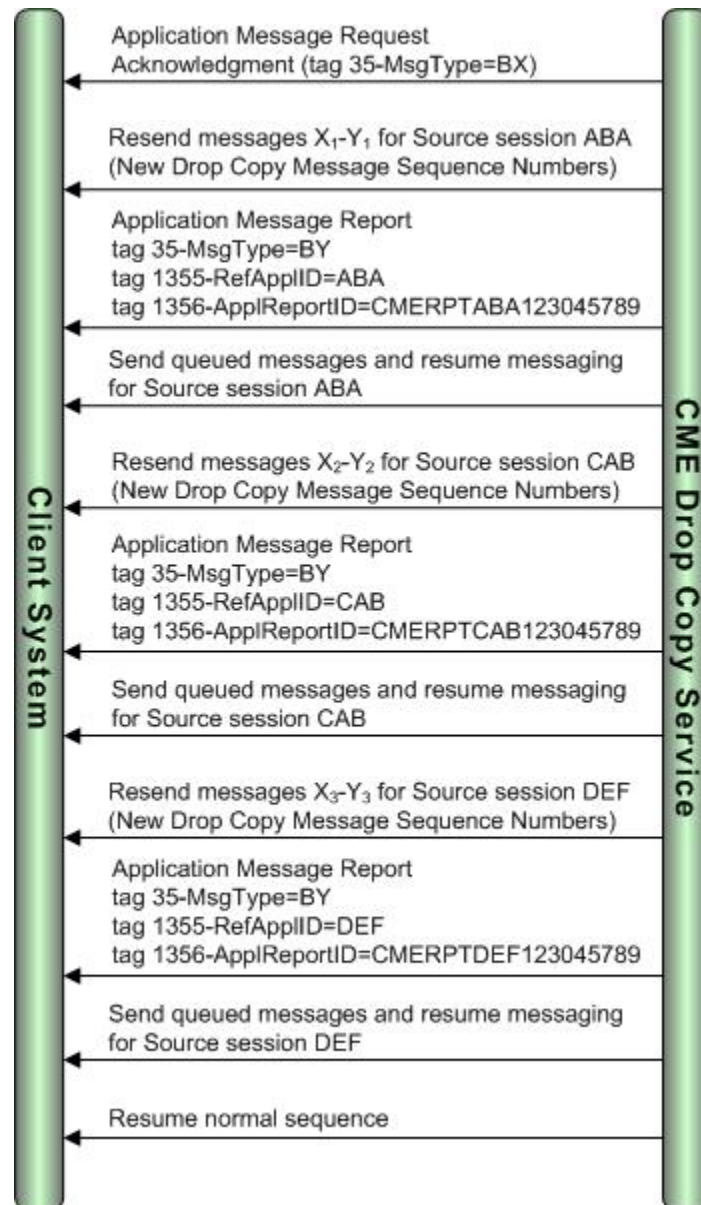 Application Message Request
Acknowledgment (tag 35-MsgType=BX)
Resend messages X₁-Y₁ for Source session ABA
(New Drop Copy Message Sequence Numbers)
Application Message Report
tag 35-MsgType=BY
tag 1355-RefApplID=ABA
tag 1356-ApplReportID=CMERPTABA123045789
Send queued messages and resume messaging
for Source session ABA
Resend messages X₂-Y₂ for Source session CAB
(New Drop Copy Message Sequence Numbers)
Application Message Report
tag 35-MsgType=BY
tag 1355-RefApplID=CAB
tag 1356-ApplReportID=CMERPTCAB123045789
Send queued messages and resume messaging
for Source session CAB
Resend messages X₃-Y₃ for Source session DEF
(New Drop Copy Message Sequence Numbers)
Application Message Report
tag 35-MsgType=BY
tag 1355-RefApplID=DEF
tag 1356-ApplReportID=CMERPTDEF123045789
Send queued messages and resume messaging
for Source session DEF
Resume normal sequence
Client System
CME Drop Copy Service